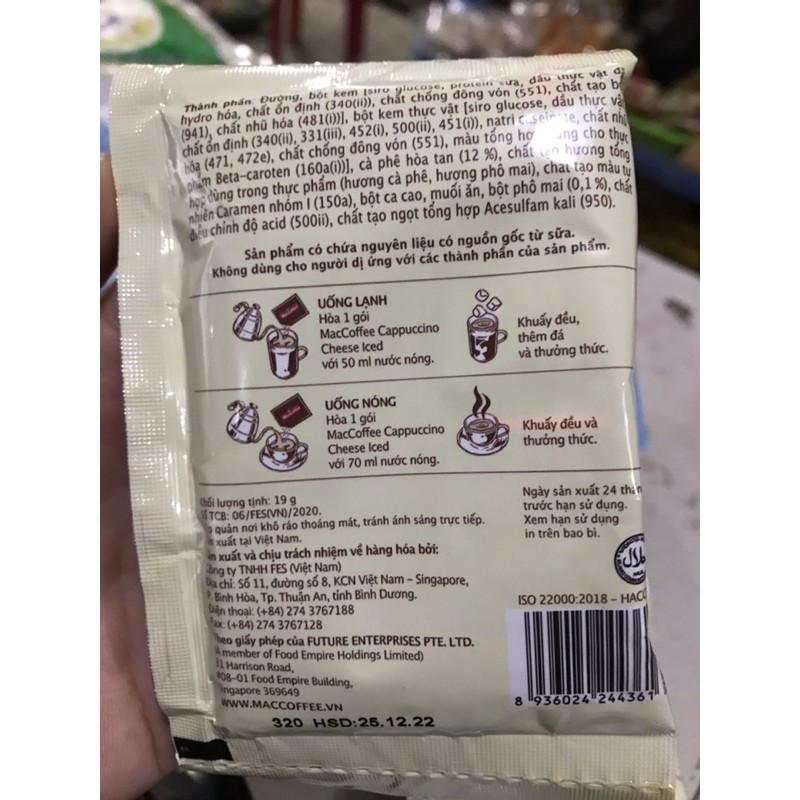 Thành phần: Đường, bột kem [siro glucose, protein sữa, dầu thực vật đã
hydro hóa, chất ổn định (340(ii)), chất chống đông vón (551), chất tạo bọt
(941), chất nhũ hóa (481(i))], bột kem thực vật [siro glucose, dầu thực vật
chất ổn định (340(ii), 331(iii), 452(i), 500(ii), 451(i)), natri caseinate, chất nhũ
hóa (471, 472e), chất chống đông vón (551), màu tổng hợp dùng cho thực
phẩm Beta-caroten (160a(i))], cà phê hòa tan (12 %), chất tạo hương tổng
hợp dùng trong thực phẩm (hương cà phê, hương phô mai), chất tạo màu tự
nhiên Caramen nhóm I (150a), bột ca cao, muối ăn, bột phô mai (0,1 %), chất
điều chỉnh độ acid (500ii), chất tạo ngọt tổng hợp Acesulfam kali (950).
Sản phẩm có chứa nguyên liệu có nguồn gốc từ sữa.
Không dùng cho người dị ứng với các thành phần của sản phẩm.
UỐNG LẠNH
Hòa 1 gói
MacCoffee Cappuccino
Cheese Iced
với 50 ml nước nóng.
Khuấy đều,
thêm đá
và thưởng thức.
UỐNG NÓNG
Hòa 1 gói
MacCoffee Cappuccino
Cheese Iced
với 70 ml nước nóng.
Khuấy đều và
thưởng thức.
Khối lượng tịnh: 19 g
Số TCB: 06/FES(VN)/2020.
quản nơi khô ráo thoáng mát, tránh ánh sáng trực tiếp.
xuất tại Việt Nam.
xuất và chịu trách nhiệm về hàng hóa bởi:
Công ty TNHH FES (Việt Nam)
Địa chỉ: Số 11, đường số 8, KCN Việt Nam – Singapore,
P. Bình Hòa, Tp. Thuận An, tỉnh Bình Dương.
Điện thoại: (+84) 274 3767188
Fax: (+84) 274 3767128
Theo giấy phép của FUTURE ENTERPRISES PTE. LTD.
(A member of Food Empire Holdings Limited)
31 Harrison Road,
#08-01 Food Empire Building,
Singapore 369649
WWW.MACCOFFEE.VN
Ngày sản xuất 24 tháng
trước hạn sử dụng.
Xem hạn sử dụng
in trên bao bì.
حلال
ISO 22000:2018 – HACC
8 936024 244361
320 HSD:25.12.22